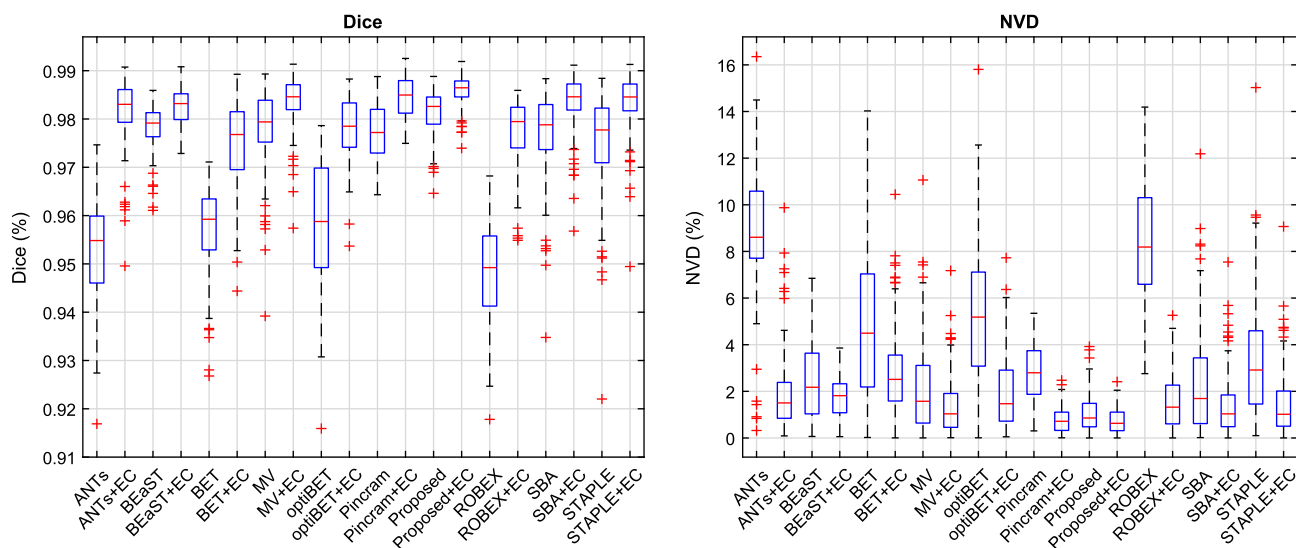 Dice
NVD
Dice (%)
0.99
0.98
0.97
0.96
0.95
0.94
0.93
0.92
0.91
ANTs
ANTs+EC
BEaST
BEaST+EC
BET
BET+EC
MV
MV+EC
optiBET
optiBET+EC
Pincram
Pincram+EC
Proposed
Proposed+EC
ROBEX
ROBEX+EC
SBA
SBA+EC
STAPLE
STAPLE+EC
NVD (%)
16
14
12
10
8
6
4
2
0
ANTs
ANTs+EC
BEaST
BEaST+EC
BET
BET+EC
MV
MV+EC
optiBET
optiBET+EC
Pincram
Pincram+EC
Proposed
Proposed+EC
ROBEX
ROBEX+EC
SBA
SBA+EC
STAPLE
STAPLE+EC